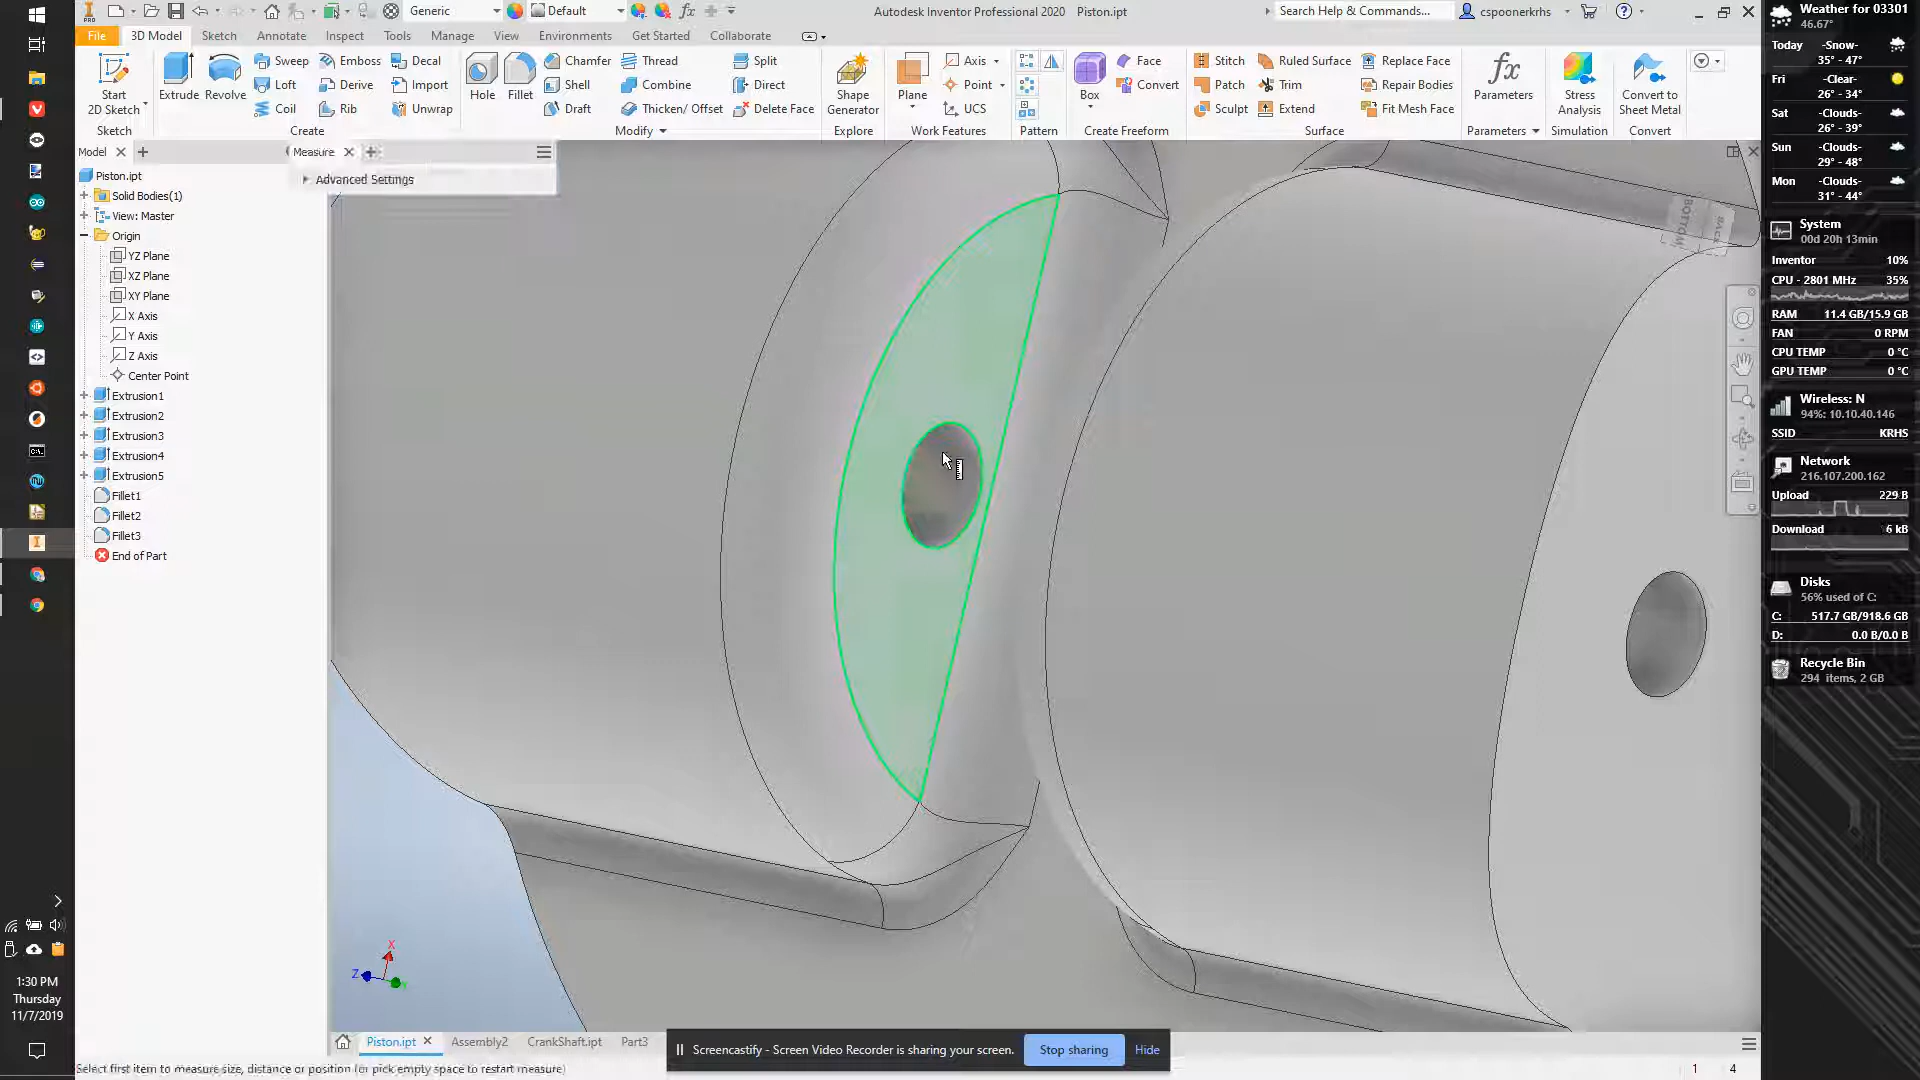 Generic
Default
Autodesk Inventor Professional 2020 Piston.ipt
Search Help & Commands...
cspoonerkrhs
File
3D Model
Sketch
Annotate
Inspect
Tools
Manage
View
Environments
Get Started
Collaborate
Start
2D Sketch
Sketch
Extrude
Revolve
Sweep
Loft
Coil
Emboss
Derive
Rib
Decal
Import
Unwrap
Create
Hole
Fillet
Chamfer
Shell
Draft
Thread
Combine
Thicken/ Offset
Split
Direct
Delete Face
Modify
Shape
Generator
Explore
Plane
Axis
Point
UCS
Work Features
Pattern
Box
Face
Convert
Create Freeform
Stitch
Patch
Sculpt
Ruled Surface
Trim
Extend
Replace Face
Repair Bodies
Fit Mesh Face
Surface
Parameters
Parameters
Stress
Analysis
Simulation
Convert to
Sheet Metal
Convert
Model
Measure
Advanced Settings
Piston.ipt
Solid Bodies(1)
View: Master
Origin
YZ Plane
XZ Plane
XY Plane
X Axis
Y Axis
Z Axis
Center Point
Extrusion1
Extrusion2
Extrusion3
Extrusion4
Extrusion5
Fillet1
Fillet2
Fillet3
End of Part
BOTTOM
BACK
X
Z
Piston.ipt
Assembly2
CrankShaft.ipt
Part3
Screencastify - Screen Video Recorder is sharing your screen.
Stop sharing
Hide
Select first item to measure size, distance or position(or pick empty space to restart measure)
1 4
1:30 PM
Thursday
11/7/2019
Weather for 03301
46.67°
Today -Snow-
35° - 47°
Fri -Clear-
26° - 34°
Sat -Clouds-
26° - 39°
Sun -Clouds-
29° - 48°
Mon -Clouds-
31° - 44°
System
00d 20h 13min
Inventor 10%
CPU - 2801 MHz 35%
RAM 11.4 GB/15.9 GB
FAN 0 RPM
CPU TEMP 0 °C
GPU TEMP 0 °C
Wireless: N
94%: 10.10.40.146
SSID KRHS
Network
216.107.200.162
Upload 229 B
Download 6 kB
Disks
56% used of C:
C: 517.7 GB/918.6 GB
D: 0.0 B/0.0 B
Recycle Bin
294 items, 2 GB